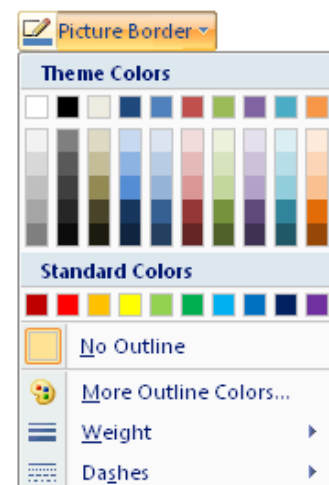 Picture Border
Theme Colors
Standard Colors
No Outline
More Outline Colors...
Weight
Dashes